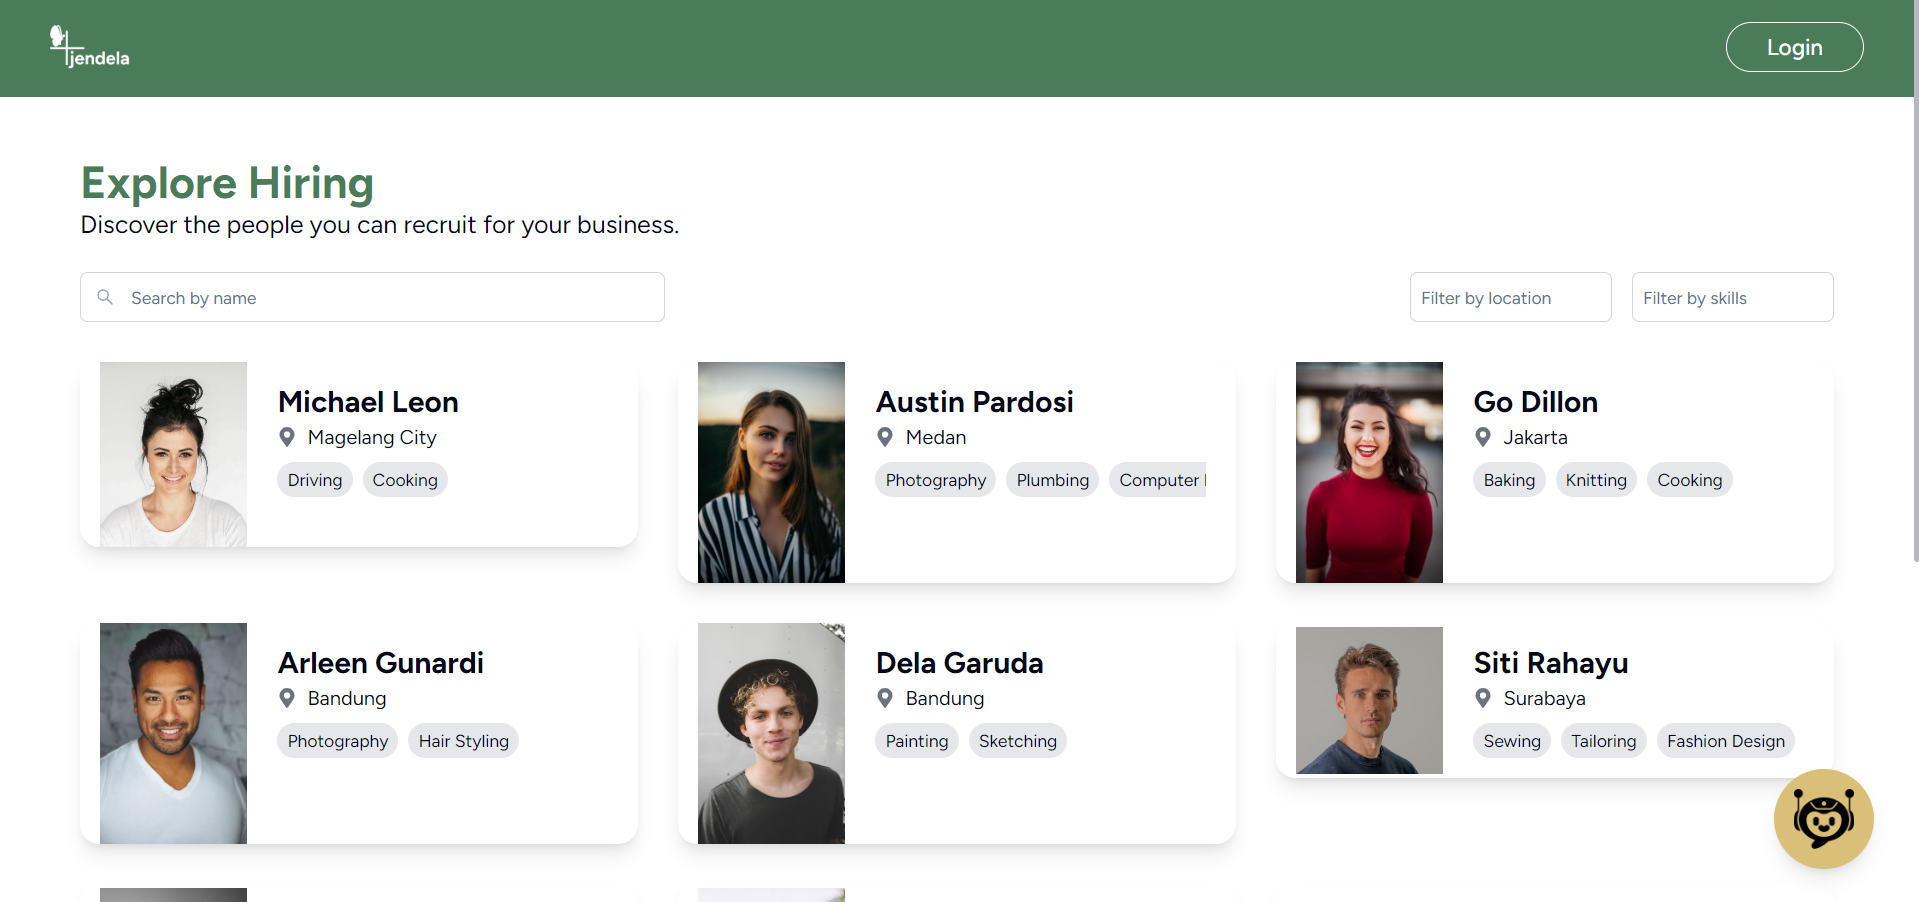 jendela
Login
Explore Hiring
Discover the people you can recruit for your business.
Search by name
Filter by location
Filter by skills
Michael Leon
Magelang City
Driving
Cooking
Austin Pardosi
Medan
Photography
Plumbing
Computer
Go Dillon
Jakarta
Baking
Knitting
Cooking
Arleen Gunardi
Bandung
Photography
Hair Styling
Dela Garuda
Bandung
Painting
Sketching
Siti Rahayu
Surabaya
Sewing
Tailoring
Fashion Design